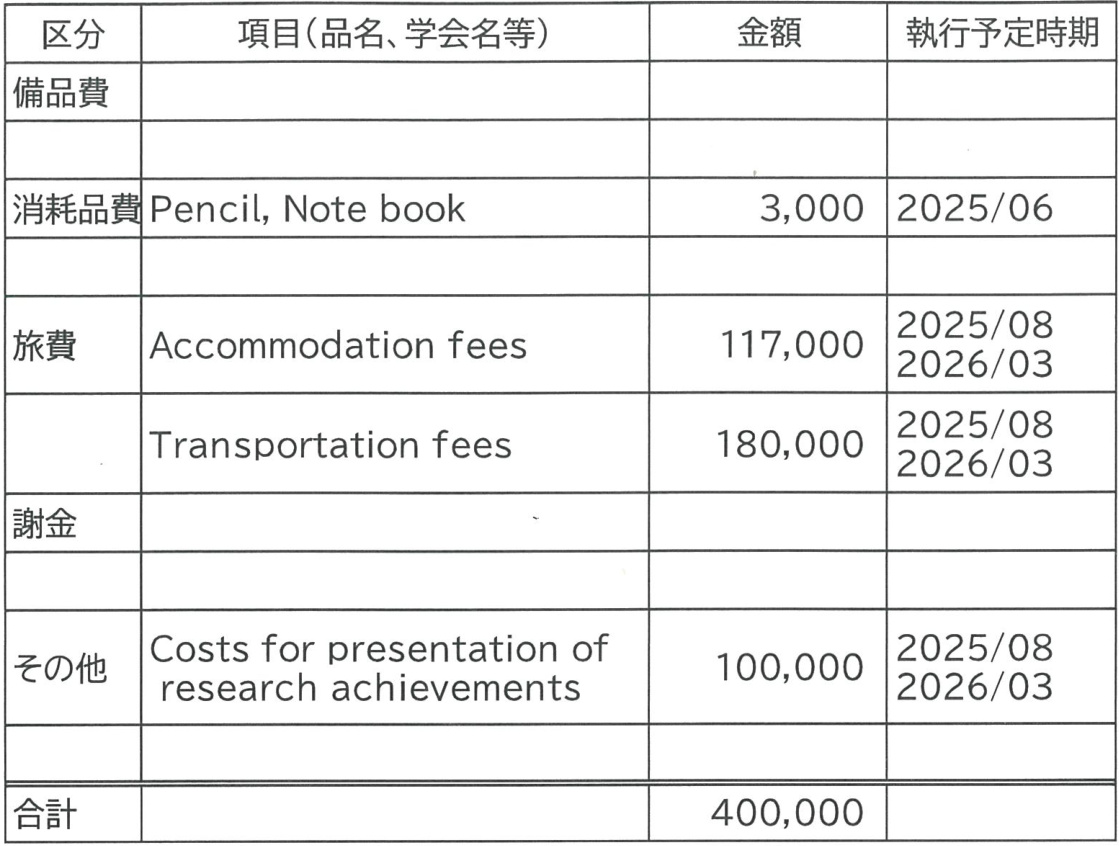 区分 項目(品名、学会名等) 金額 執行予定時期
備品費
消耗品費 Pencil, Note book 3,000 2025/06
旅費 Accommodation fees 117,000 2025/08
2026/03
Transportation fees 180,000 2025/08
2026/03
謝金
その他 Costs for presentation of
research achievements 100,000 2025/08
2026/03
合計 400,000